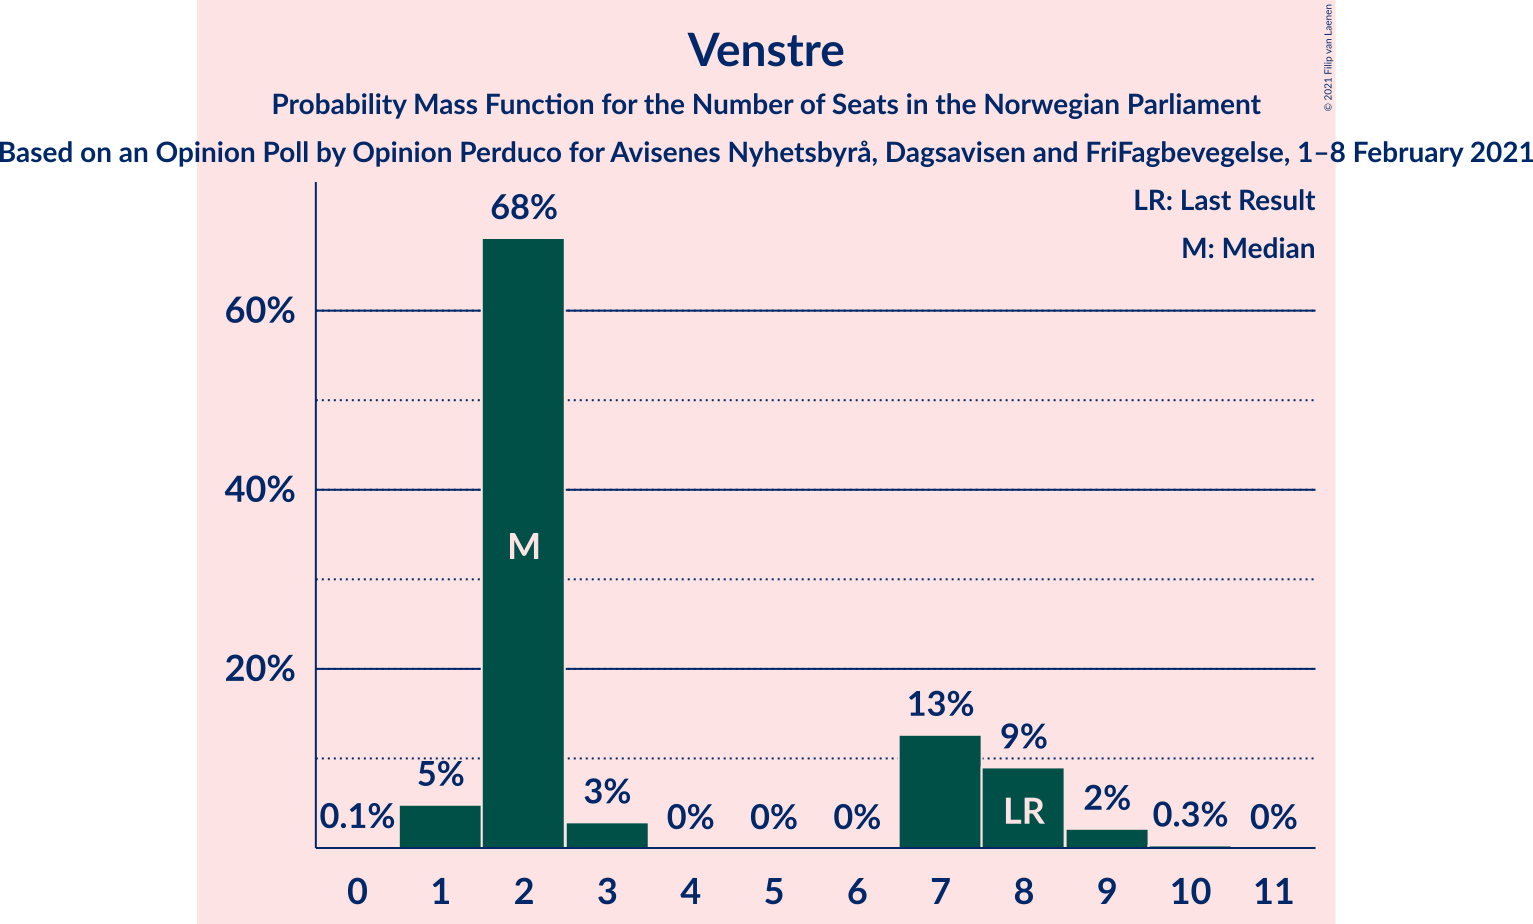 Venstre
Probability Mass Function for the Number of Seats in the Norwegian Parliament
Based on an Opinion Poll by Opinion Perduco for Avisenes Nyhetsbyrå, Dagsavisen and FriFagbevegelse, 1–8 February 2021
© 2021 Filip van Laenen
LR: Last Result
M: Median
60%
40%
20%
0.1%
5%
68%
3%
0%
0%
0%
13%
9%
2%
0.3%
0%
M
LR
0 1 2 3 4 5 6 7 8 9 10 11